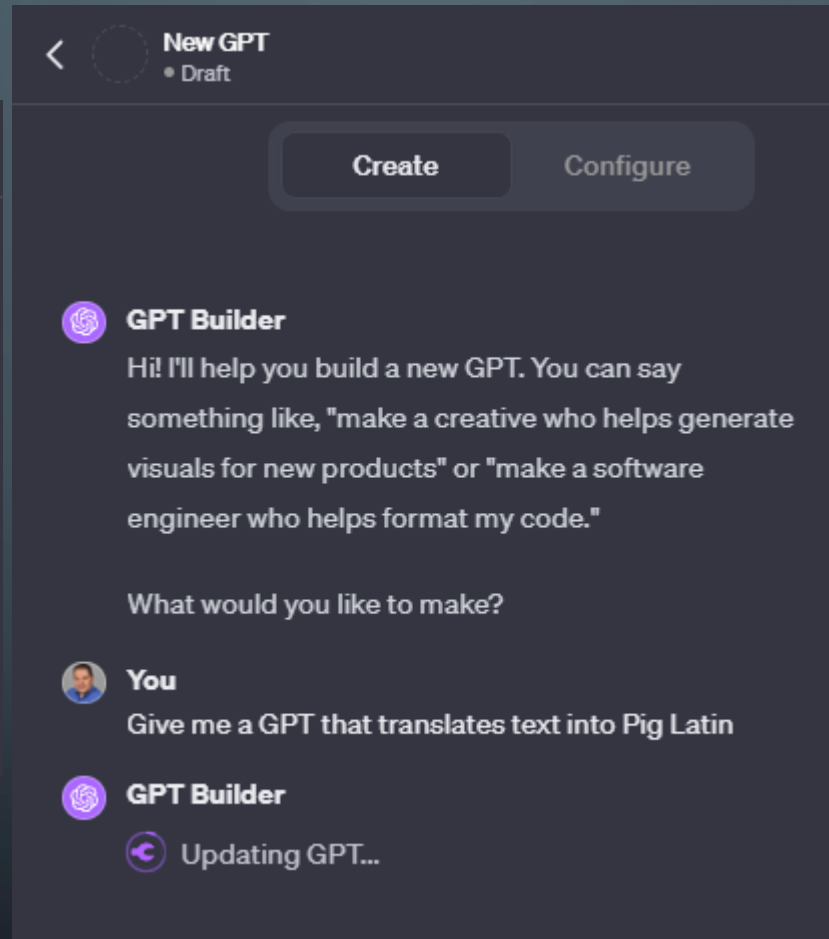 New GPT
Draft
Create Configure
GPT Builder
Hi! I'll help you build a new GPT. You can say
something like, "make a creative who helps generate
visuals for new products" or "make a software
engineer who helps format my code."
What would you like to make?
You
Give me a GPT that translates text into Pig Latin
GPT Builder
Updating GPT...